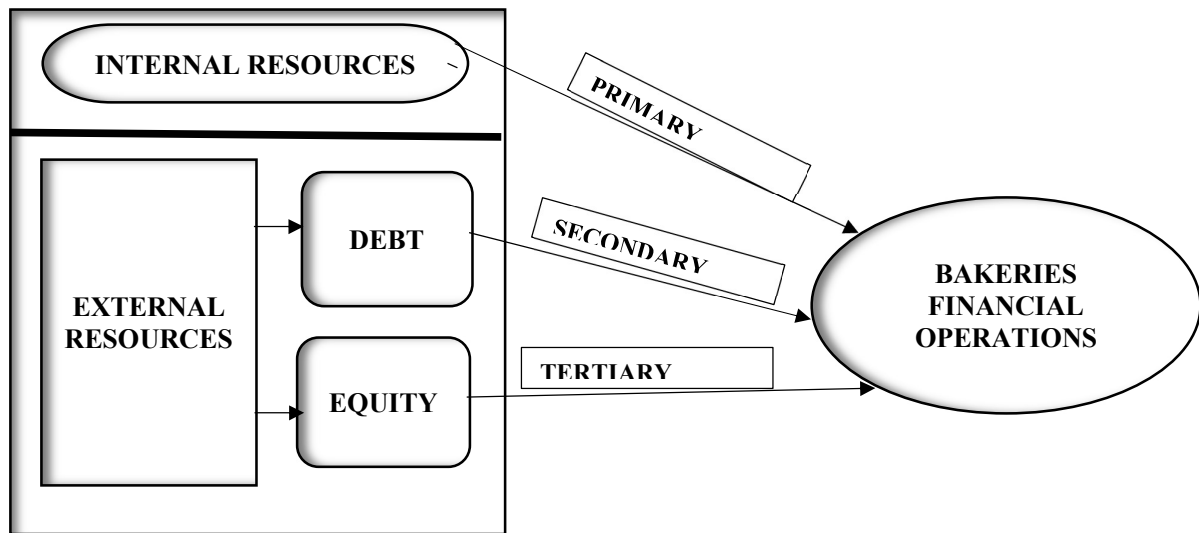 INTERNAL RESOURCES
PRIMARY
SECONDARY
DEBT
EXTERNAL
RESOURCES
BAKERIES
FINANCIAL
OPERATIONS
TERTIARY
EQUITY